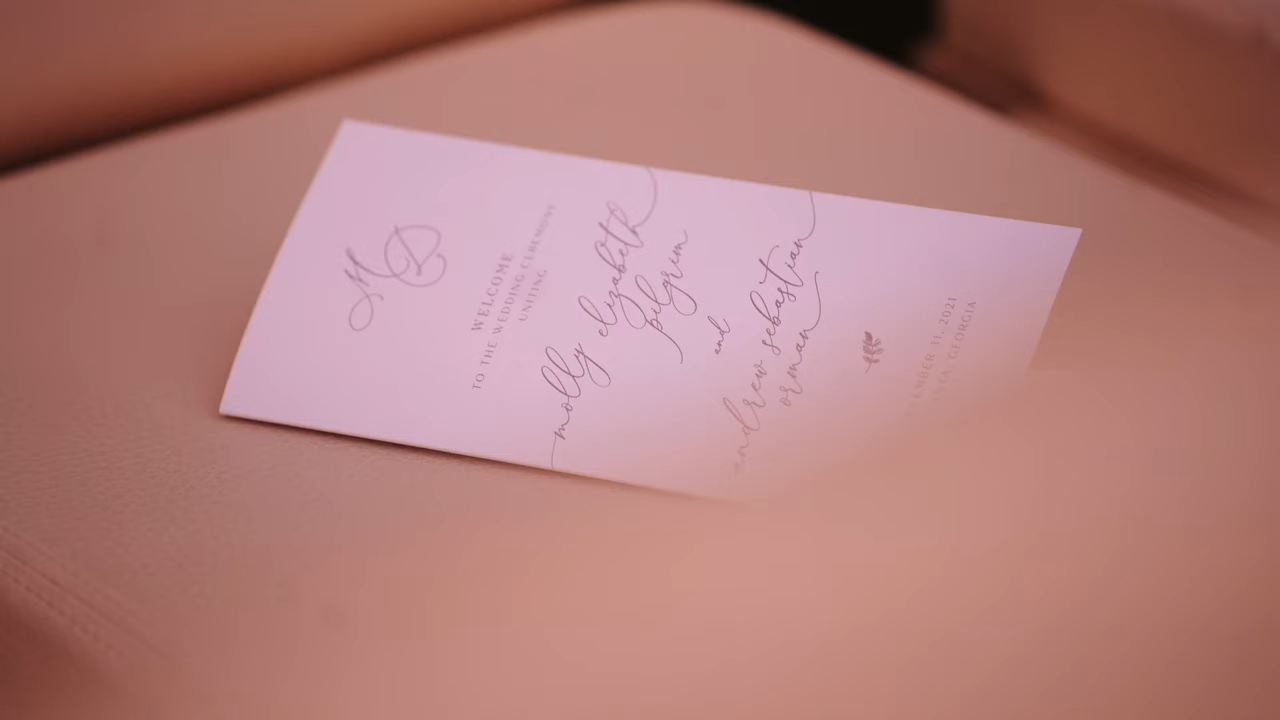 WELCOME
TO THE WEDDING CEREMONY
UNITING
molly elizabeth
pilgrim
and
andrew sebastian
orman
11, 2021
GEORGIA